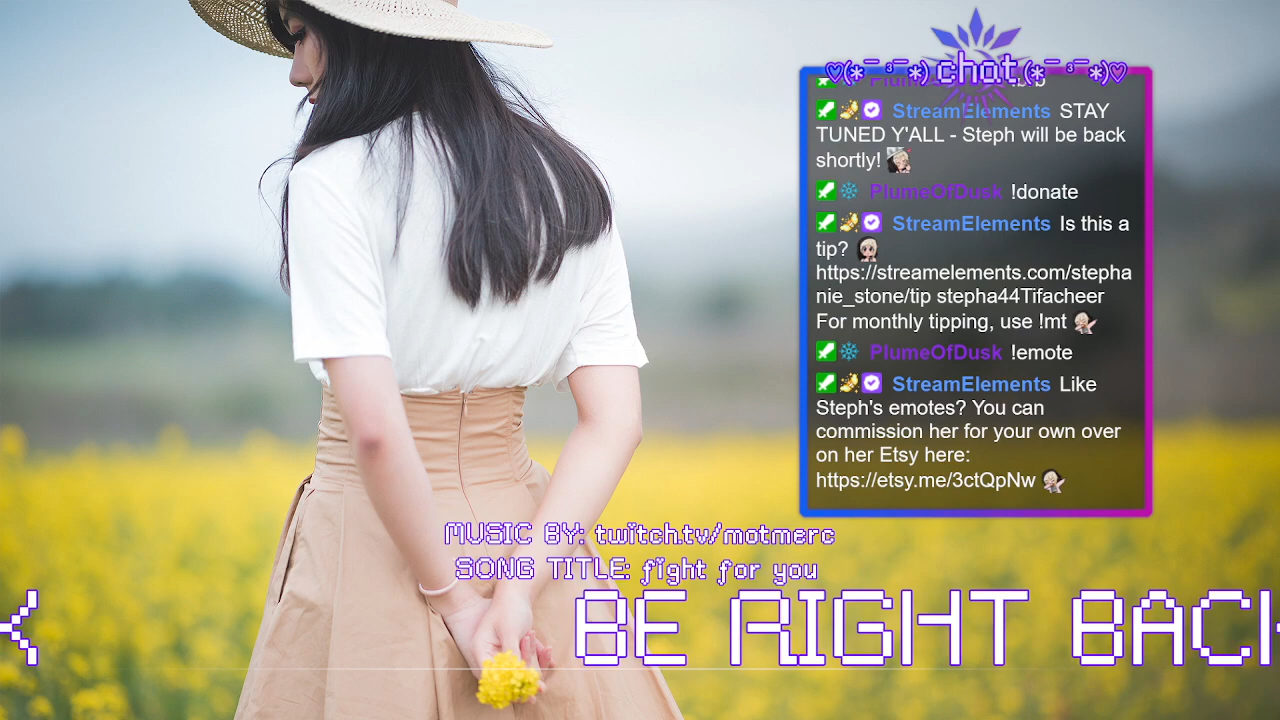 ♡(*¯ ³¯*) chat (*¯ ³¯*)♡
StreamElements STAY
TUNED Y'ALL - Steph will be back
shortly!
PlumeOfDusk !donate
StreamElements Is this a
tip?
https://streamelements.com/stepha
nie_stone/tip stepha44Tifacheer
For monthly tipping, use !mt
PlumeOfDusk !emote
StreamElements Like
Steph's emotes? You can
commission her for your own over
on her Etsy here:
https://etsy.me/3ctQpNw
MUSIC BY: twitch.tv/motmerc
SONG TITLE: fight for you
BE RIGHT BACK